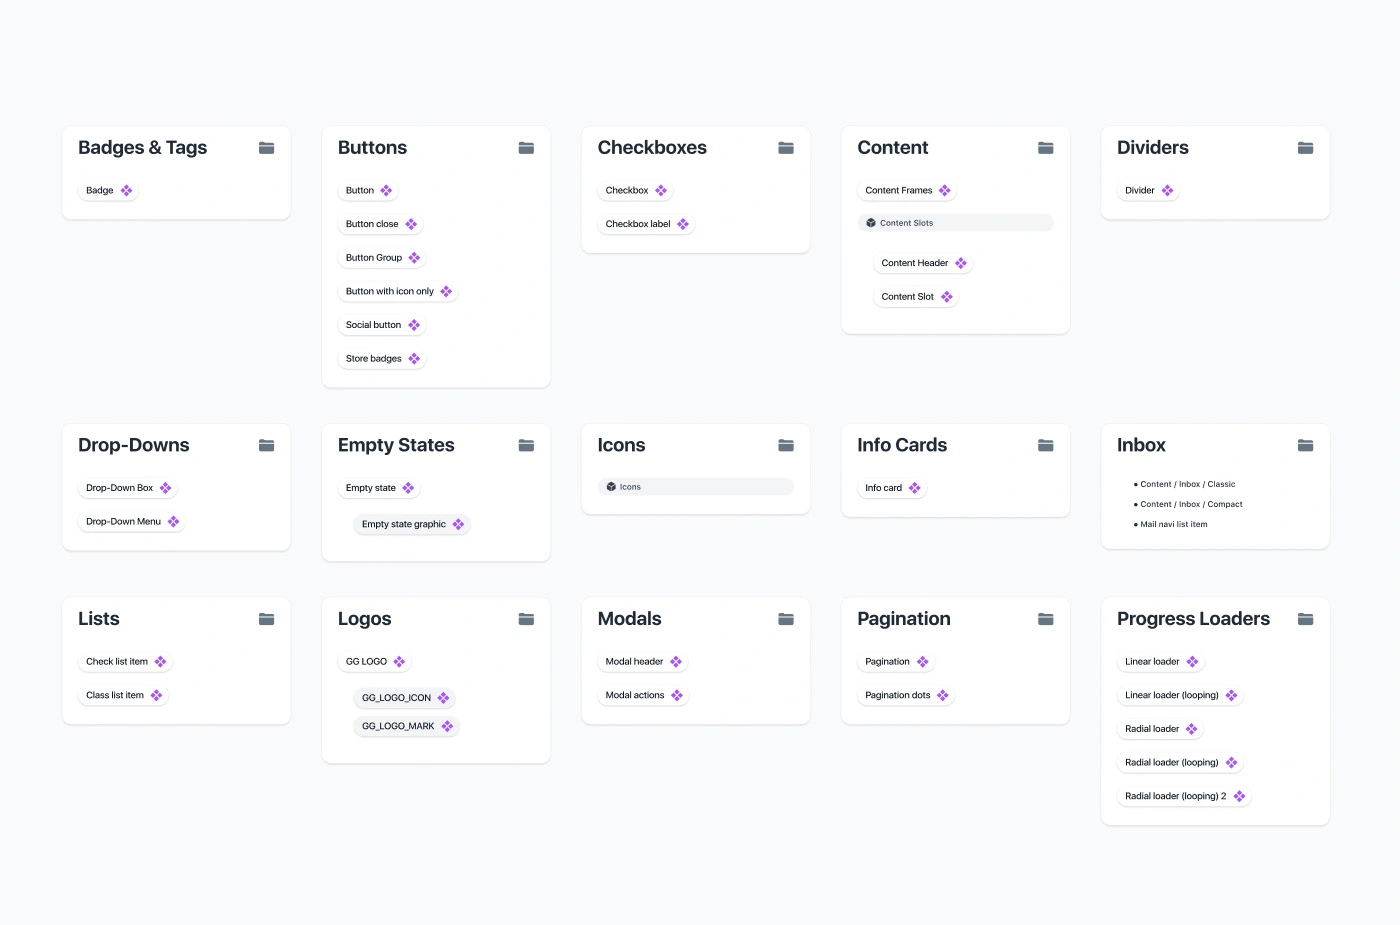 Badges & Tags
Badge
Buttons
Button
Button close
Button Group
Button with icon only
Social button
Store badges
Checkboxes
Checkbox
Checkbox label
Content
Content Frames
Content Slots
Content Header
Content Slot
Dividers
Divider
Drop-Downs
Drop-Down Box
Drop-Down Menu
Empty States
Empty state
Empty state graphic
Icons
Icons
Info Cards
Info card
Inbox
• Content / Inbox / Classic
• Content / Inbox / Compact
• Mail navi list item
Lists
Check list item
Class list item
Logos
GG LOGO
GG_LOGO_ICON
GG_LOGO_MARK
Modals
Modal header
Modal actions
Pagination
Pagination
Pagination dots
Progress Loaders
Linear loader
Linear loader (looping)
Radial loader
Radial loader (looping)
Radial loader (looping) 2